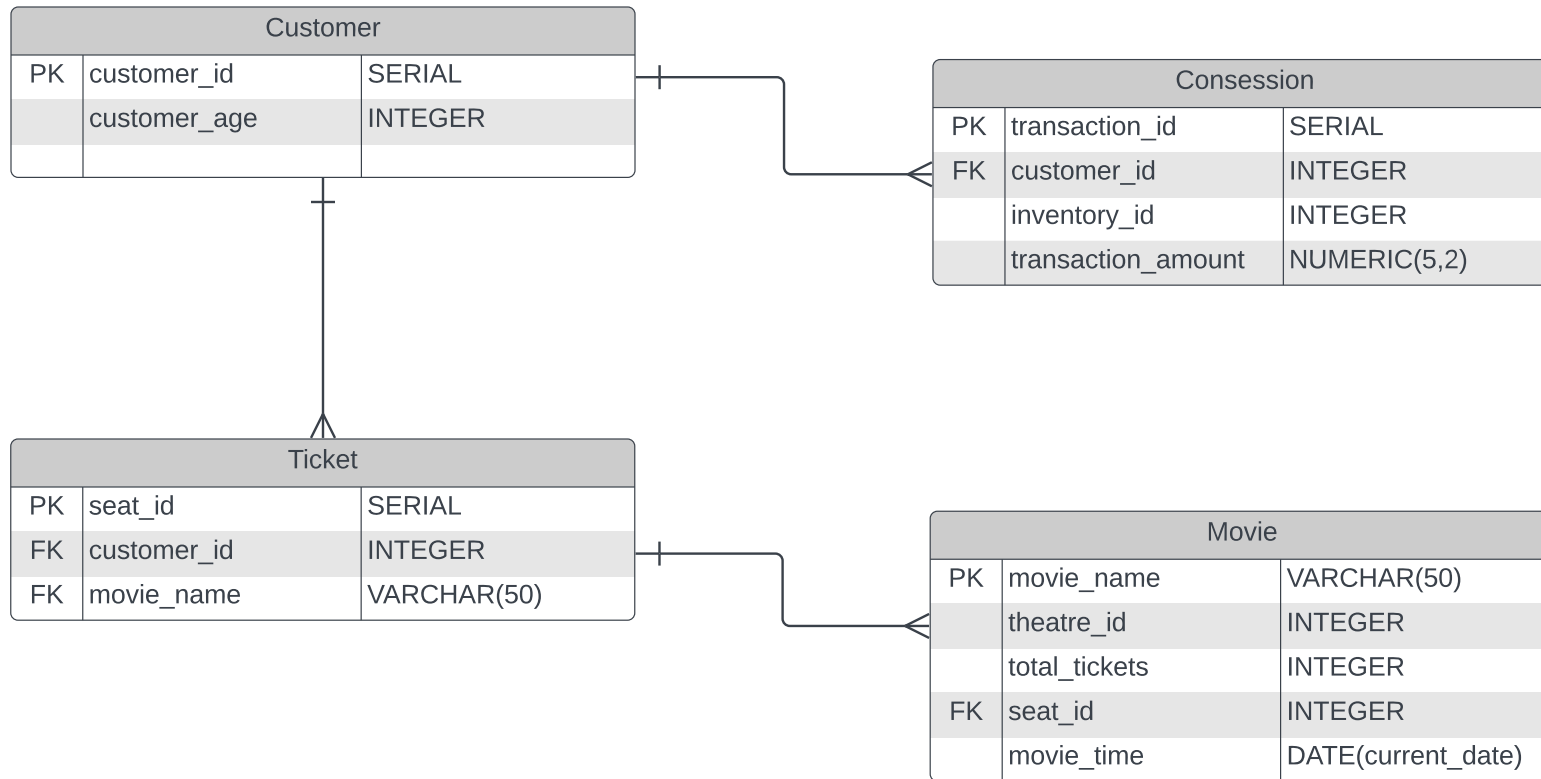 Customer
PK customer_id SERIAL
customer_age INTEGER
Consession
PK transaction_id SERIAL
FK customer_id INTEGER
inventory_id INTEGER
transaction_amount NUMERIC(5,2)
Ticket
PK seat_id SERIAL
FK customer_id INTEGER
FK movie_name VARCHAR(50)
Movie
PK movie_name VARCHAR(50)
theatre_id INTEGER
total_tickets INTEGER
FK seat_id INTEGER
movie_time DATE(current_date)